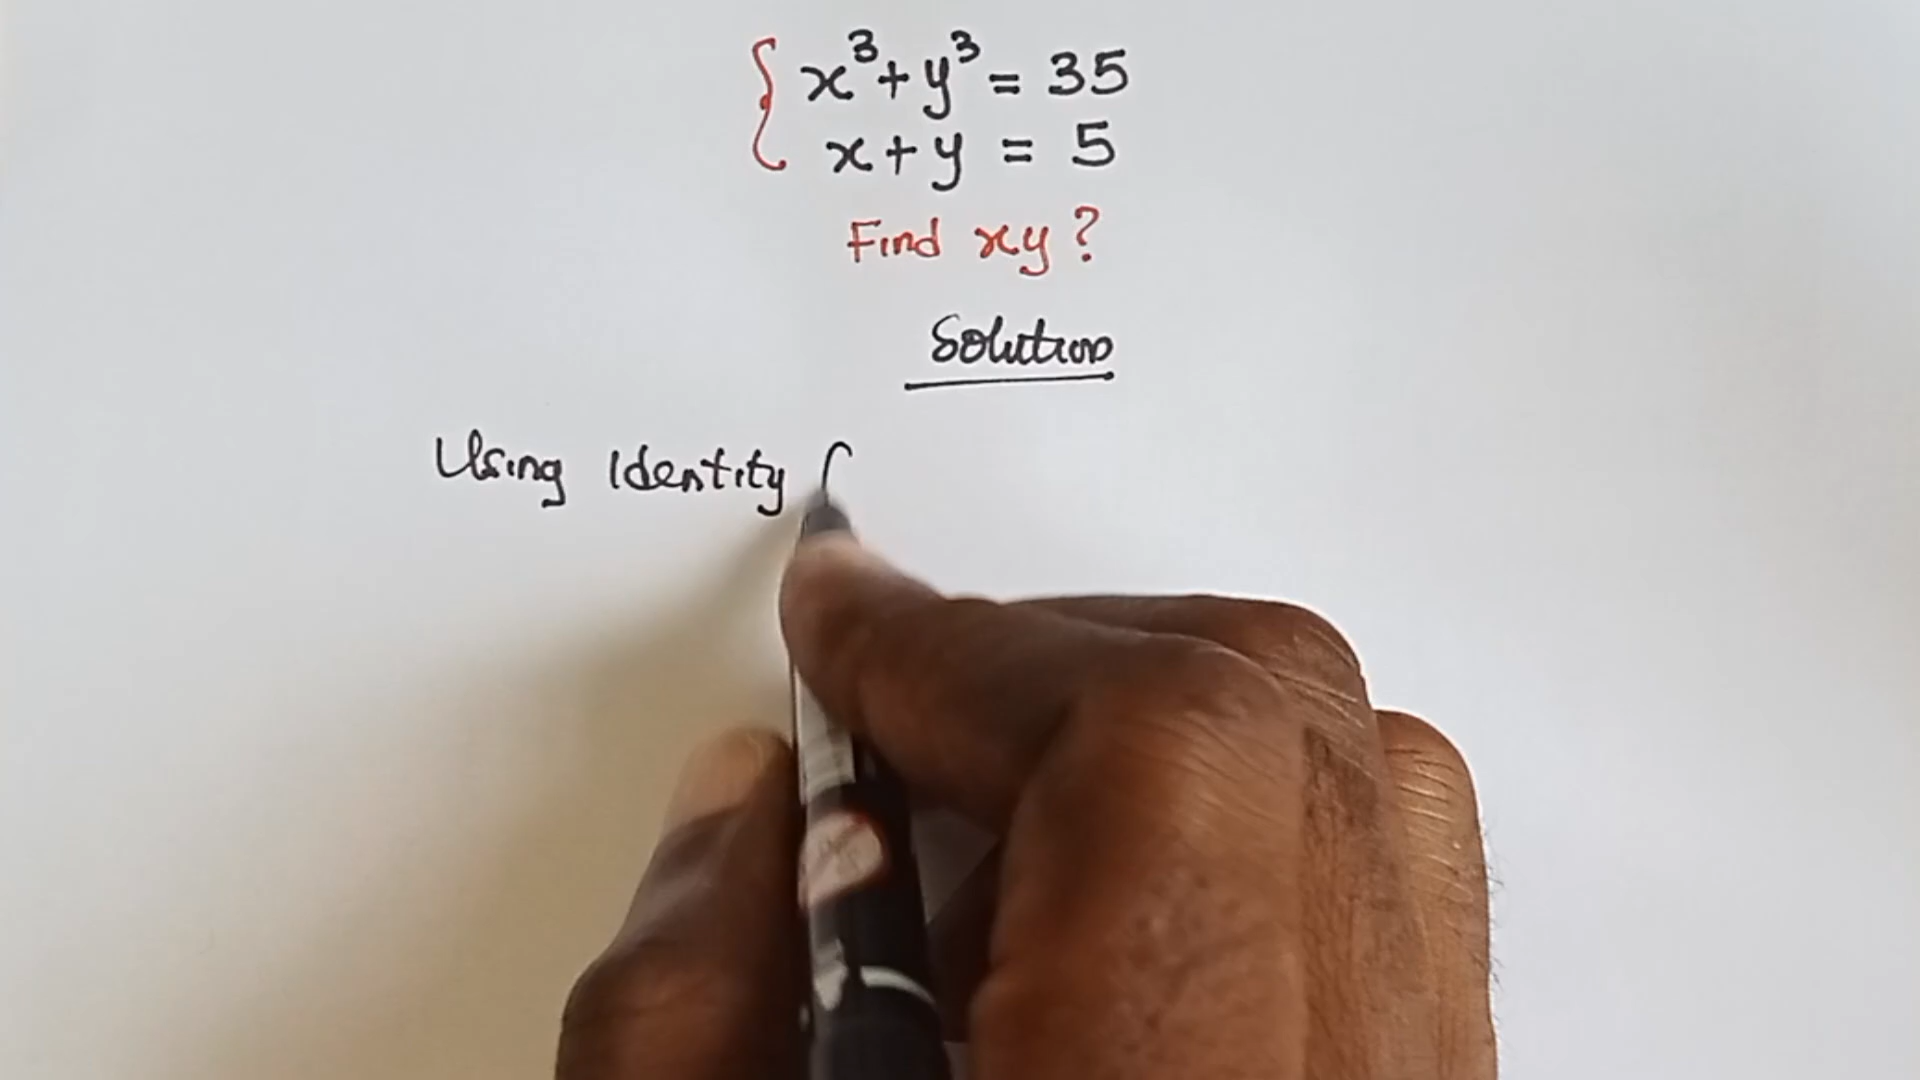 x³+y³ = 35
x+y = 5
Find xy?
Solution
Using Identity